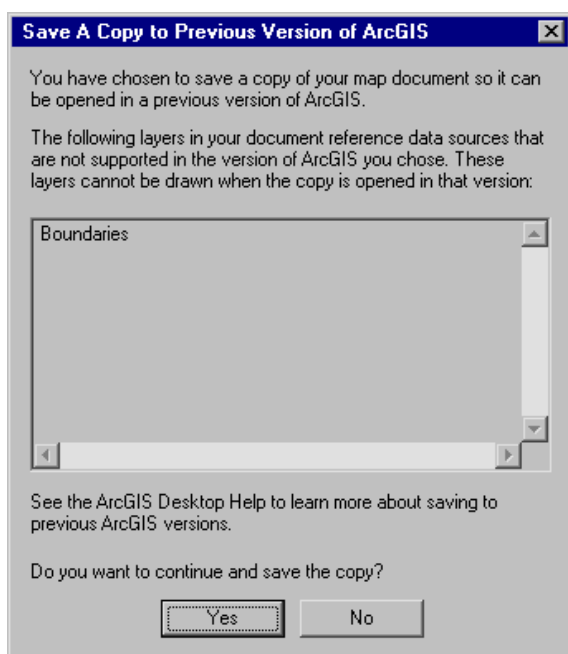 Save A Copy to Previous Version of ArcGIS
You have chosen to save a copy of your map document so it can
be opened in a previous version of ArcGIS.
The following layers in your document reference data sources that
are not supported in the version of ArcGIS you chose. These
layers cannot be drawn when the copy is opened in that version:
Boundaries
See the ArcGIS Desktop Help to learn more about saving to
previous ArcGIS versions.
Do you want to continue and save the copy?
Yes No